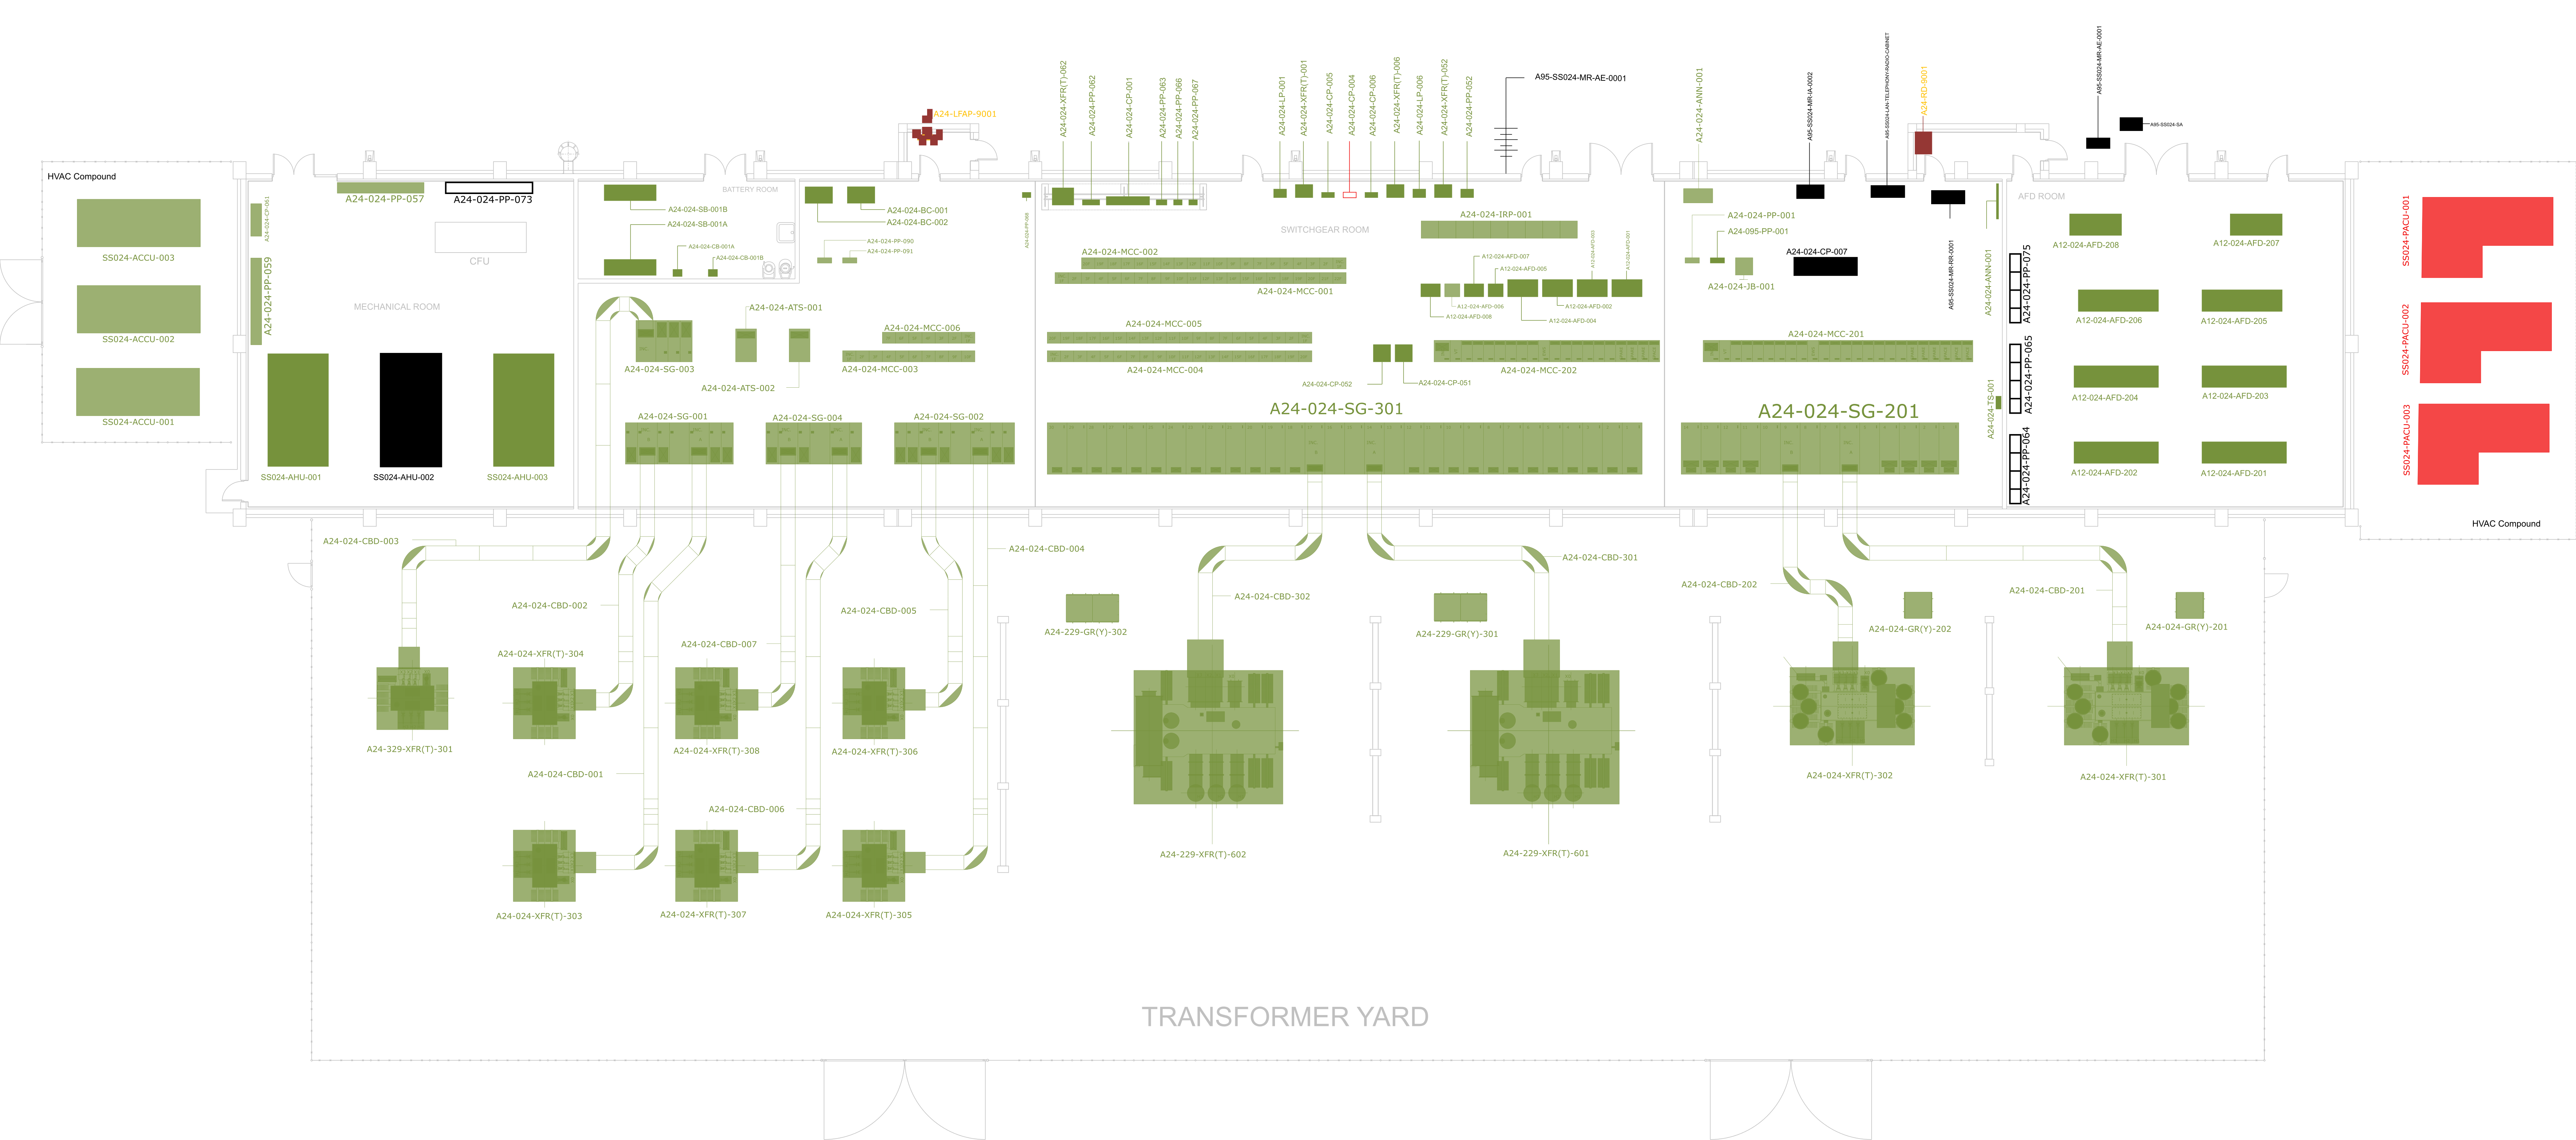 HVAC Compound
SS024-ACCU-003
SS024-ACCU-002
SS024-ACCU-001
A24-024-PP-057
A24-024-PP-073
A24-024-CP-061
A24-024-PP-059
CFU
MECHANICAL ROOM
SS024-AHU-001
SS024-AHU-002
SS024-AHU-003
BATTERY ROOM
A24-024-SB-001B
A24-024-SB-001A
A24-024-CB-001A
A24-024-CB-001B
A24-LFAP-9001
A24-024-BC-001
A24-024-BC-002
A24-024-PP-090
A24-024-PP-091
A24-024-ATS-001
A24-024-ATS-002
A24-024-SG-003
A24-024-MCC-006
A24-024-MCC-003
A24-024-SG-001
A24-024-SG-004
A24-024-SG-002
A24-024-XFR(T)-062
A24-024-PP-062
A24-024-CP-001
A24-024-PP-063
A24-024-PP-066
A24-024-PP-067
A24-024-LP-001
A24-024-XFR(T)-001
A24-024-CP-005
A24-024-CP-004
A24-024-CP-006
A24-024-XFR(T)-006
A24-024-LP-006
A24-024-XFR(T)-052
A24-024-PP-052
A95-SS024-MR-AE-0001
SWITCHGEAR ROOM
A24-024-IRP-001
A24-024-MCC-002
A24-024-MCC-001
A12-024-AFD-007
A12-024-AFD-005
A12-024-AFD-003
A12-024-AFD-001
A12-024-AFD-006
A12-024-AFD-008
A12-024-AFD-002
A12-024-AFD-004
A24-024-MCC-005
A24-024-MCC-004
A24-024-CP-052
A24-024-CP-051
A24-024-MCC-202
A24-024-SG-301
A24-024-ANN-001
A95-SS024-MR-IA-0002
A95-SS024-LAN-TELEPHONY-RADIO-CABINET
A24-RD-9001
A95-SS024-MR-AE-0001
A95-SS024-SA
A24-024-PP-001
A24-095-PP-001
A24-024-JB-001
A24-024-CP-007
A95-SS024-MR-RR-0001
A24-024-ANN-001
A24-024-MCC-201
A24-024-SG-201
A24-024-TS-001
AFD ROOM
A24-024-PP-075
A24-024-PP-065
A24-024-PP-064
A12-024-AFD-208
A12-024-AFD-207
A12-024-AFD-206
A12-024-AFD-205
A12-024-AFD-204
A12-024-AFD-203
A12-024-AFD-202
A12-024-AFD-201
SS024-PACU-001
SS024-PACU-002
SS024-PACU-003
HVAC Compound
A24-024-CBD-003
A24-024-CBD-004
A24-024-CBD-301
A24-024-CBD-002
A24-024-CBD-005
A24-024-CBD-302
A24-024-CBD-202
A24-024-CBD-201
A24-229-GR(Y)-302
A24-229-GR(Y)-301
A24-024-GR(Y)-202
A24-024-GR(Y)-201
A24-024-CBD-007
A24-024-XFR(T)-304
A24-329-XFR(T)-301
A24-024-XFR(T)-308
A24-024-XFR(T)-306
A24-024-CBD-001
A24-024-CBD-006
A24-024-XFR(T)-302
A24-024-XFR(T)-301
A24-229-XFR(T)-602
A24-229-XFR(T)-601
A24-024-XFR(T)-303
A24-024-XFR(T)-307
A24-024-XFR(T)-305
TRANSFORMER YARD